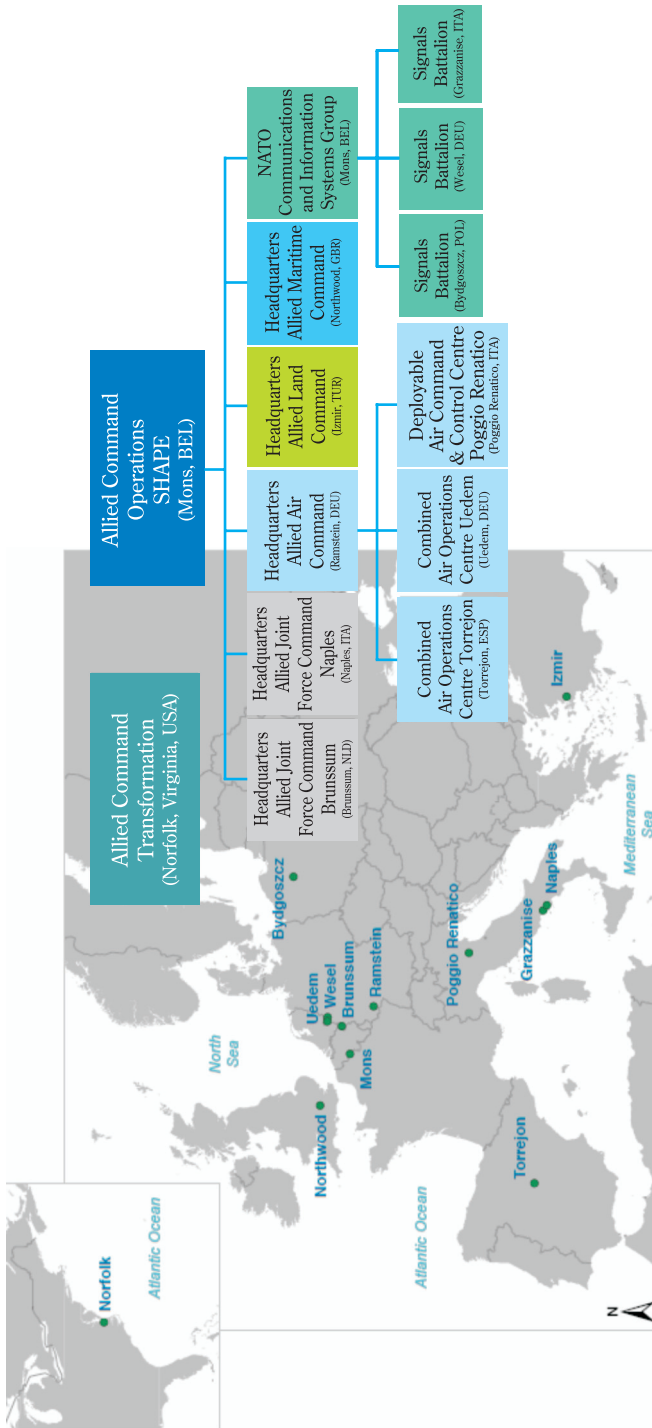 Allied Command
Transformation
(Norfolk, Virginia, USA)
Allied Command
Operations
SHAPE
(Mons, BEL)
Headquarters
Allied Joint
Force Command
Brunssum
(Brunssum, NLD)
Headquarters
Allied Joint
Force Command
Naples
(Naples, ITA)
Headquarters
Allied Air
Command
(Ramstein, DEU)
Headquarters
Allied Land
Command
(Izmir, TUR)
Headquarters
Allied Maritime
Command
(Northwood, GBR)
NATO
Communications
and Information
Systems Group
(Mons, BEL)
Combined
Air Operations
Centre Torrejon
(Torrejon, ESP)
Combined
Air Operations
Centre Uedem
(Uedem, DEU)
Deployable
Air Command
& Control Centre
Poggio Renatico
(Poggio Renatico, ITA)
Signals
Battalion
(Bydgoszcz, POL)
Signals
Battalion
(Wesel, DEU)
Signals
Battalion
(Grazzanise, ITA)
Norfolk
Atlantic Ocean
North
Sea
Bydgoszcz
Uedem
Wesel
Brunssum
Ramstein
Northwood
Mons
Atlantic Ocean
Poggio Renatico
Grazzanise
Naples
Torrejon
Izmir
Mediterranean
Sea
N